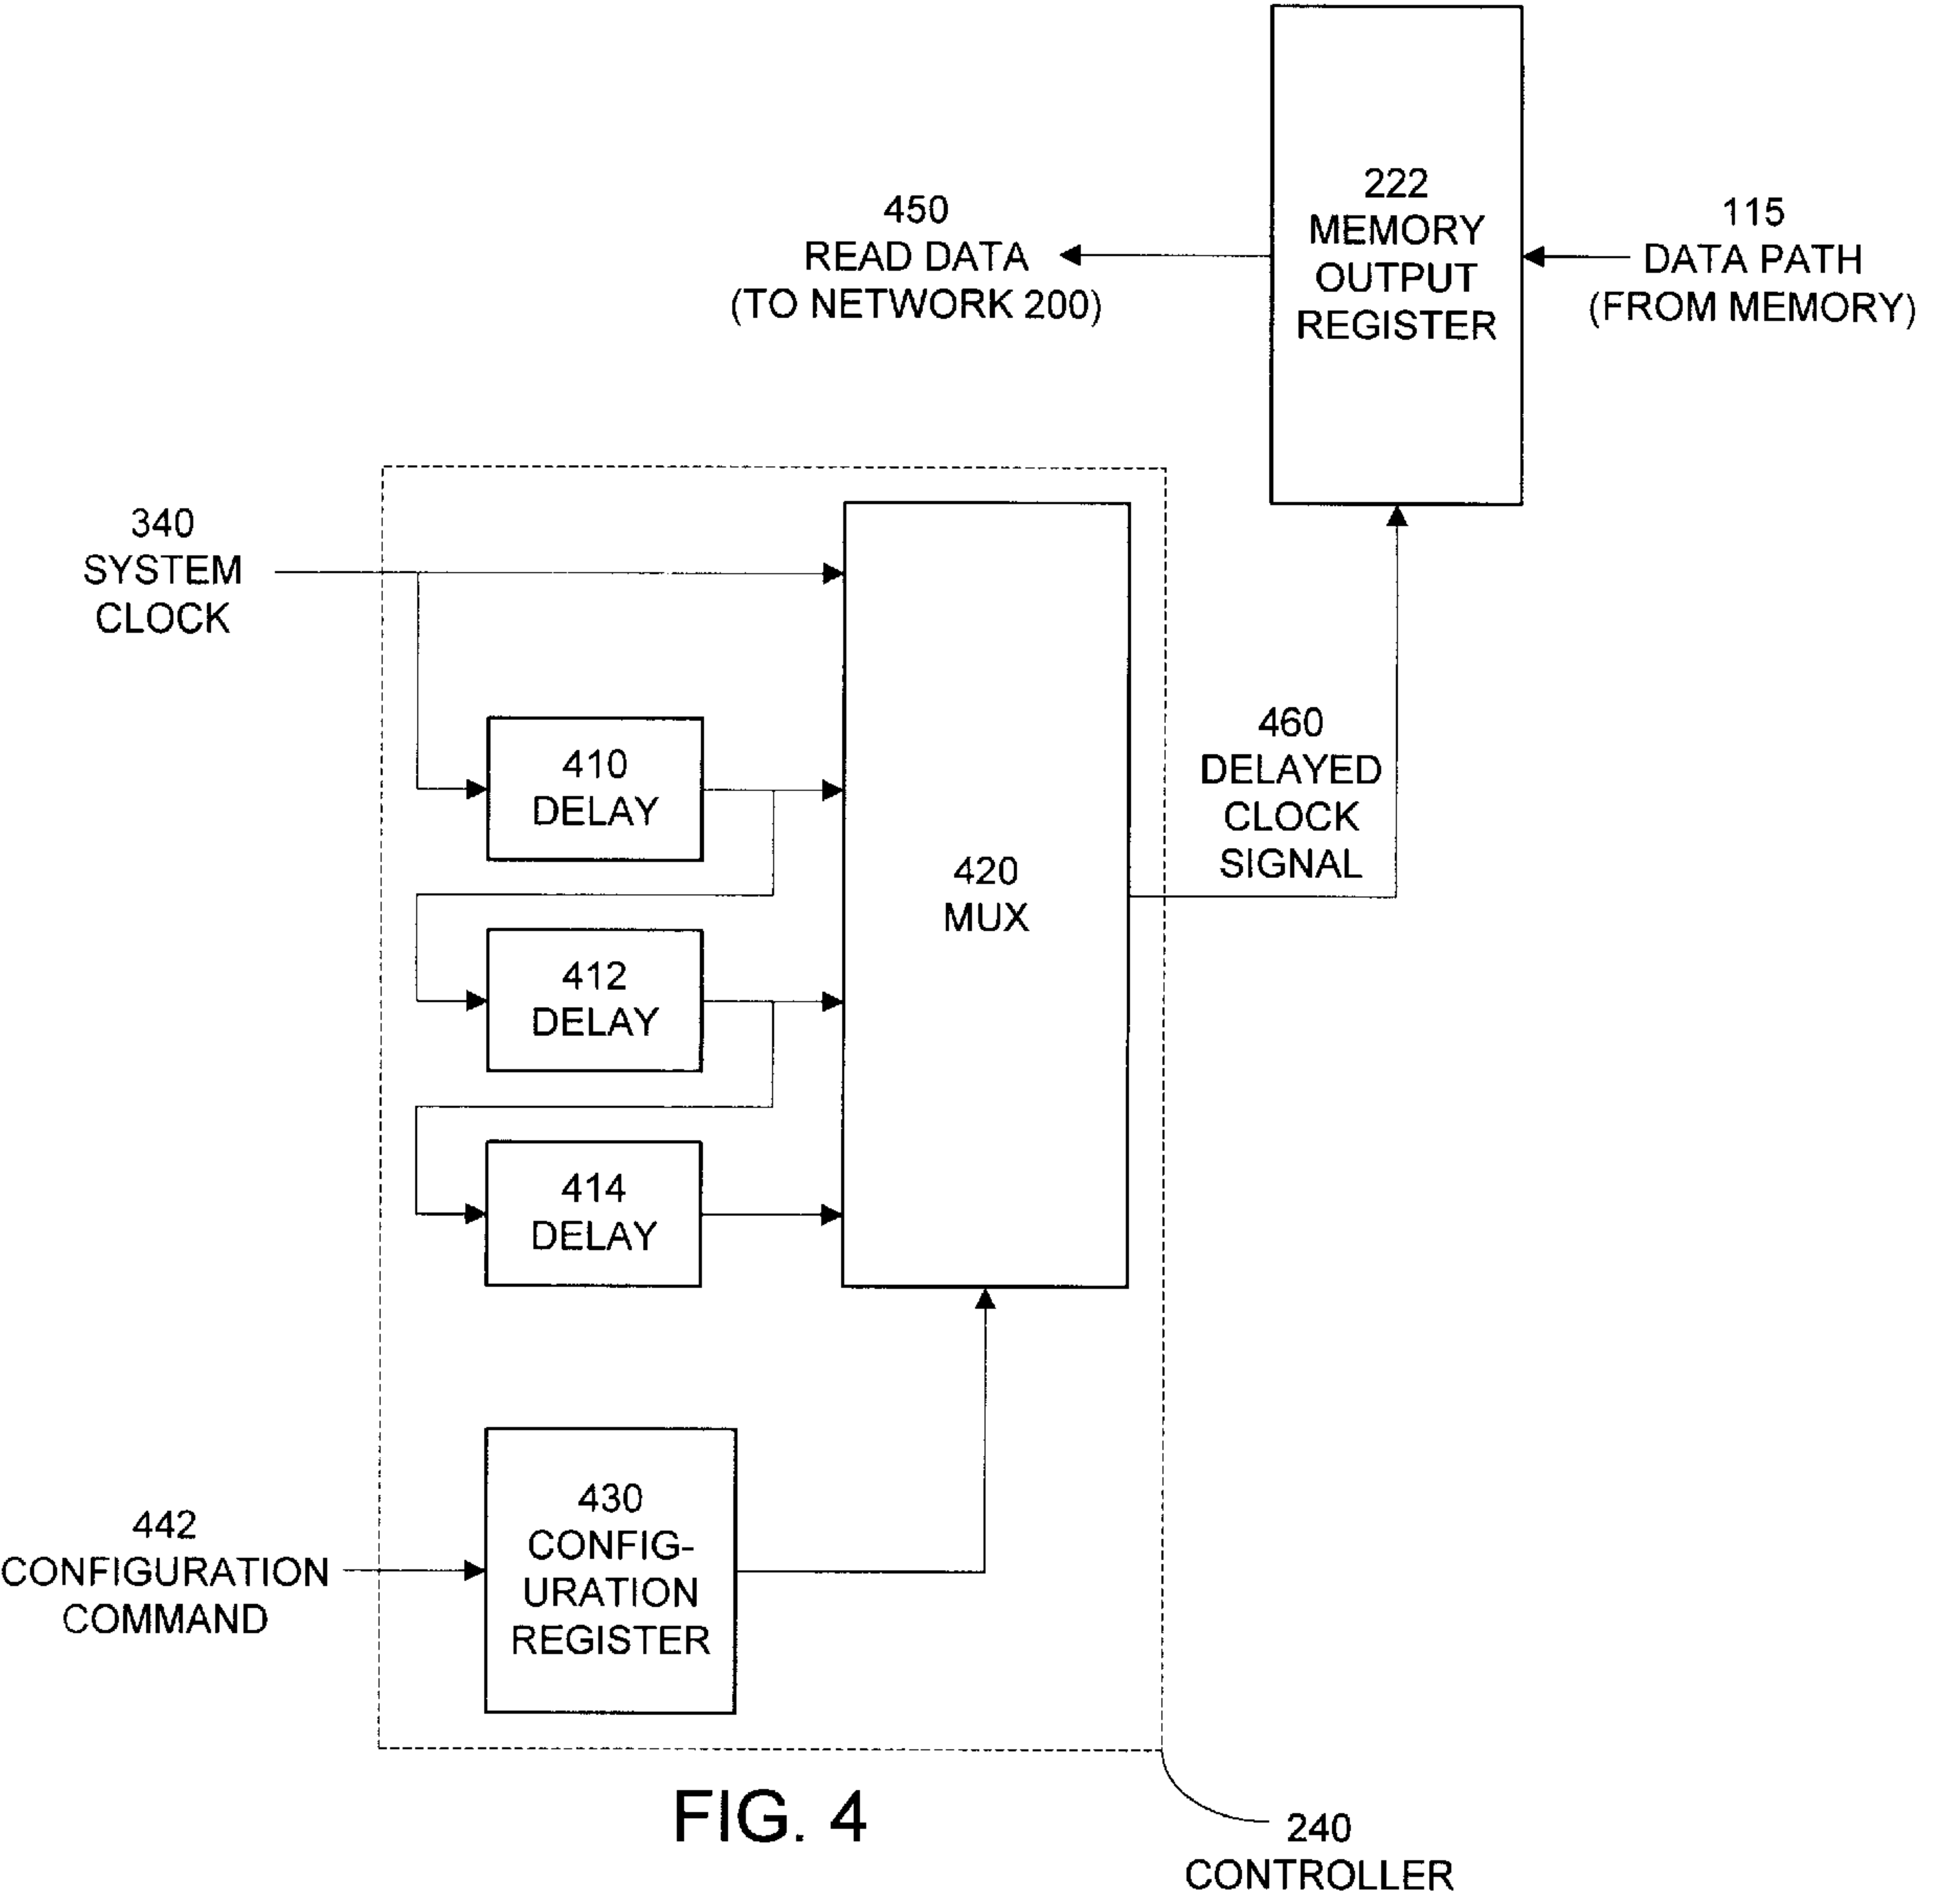 222
MEMORY
OUTPUT
REGISTER
450
READ DATA
(TO NETWORK 200)
115
DATA PATH
(FROM MEMORY)
340
SYSTEM
CLOCK
410
DELAY
412
DELAY
414
DELAY
420
MUX
460
DELAYED
CLOCK
SIGNAL
430
CONFIG-
URATION
REGISTER
442
CONFIGURATION
COMMAND
FIG. 4
240
CONTROLLER